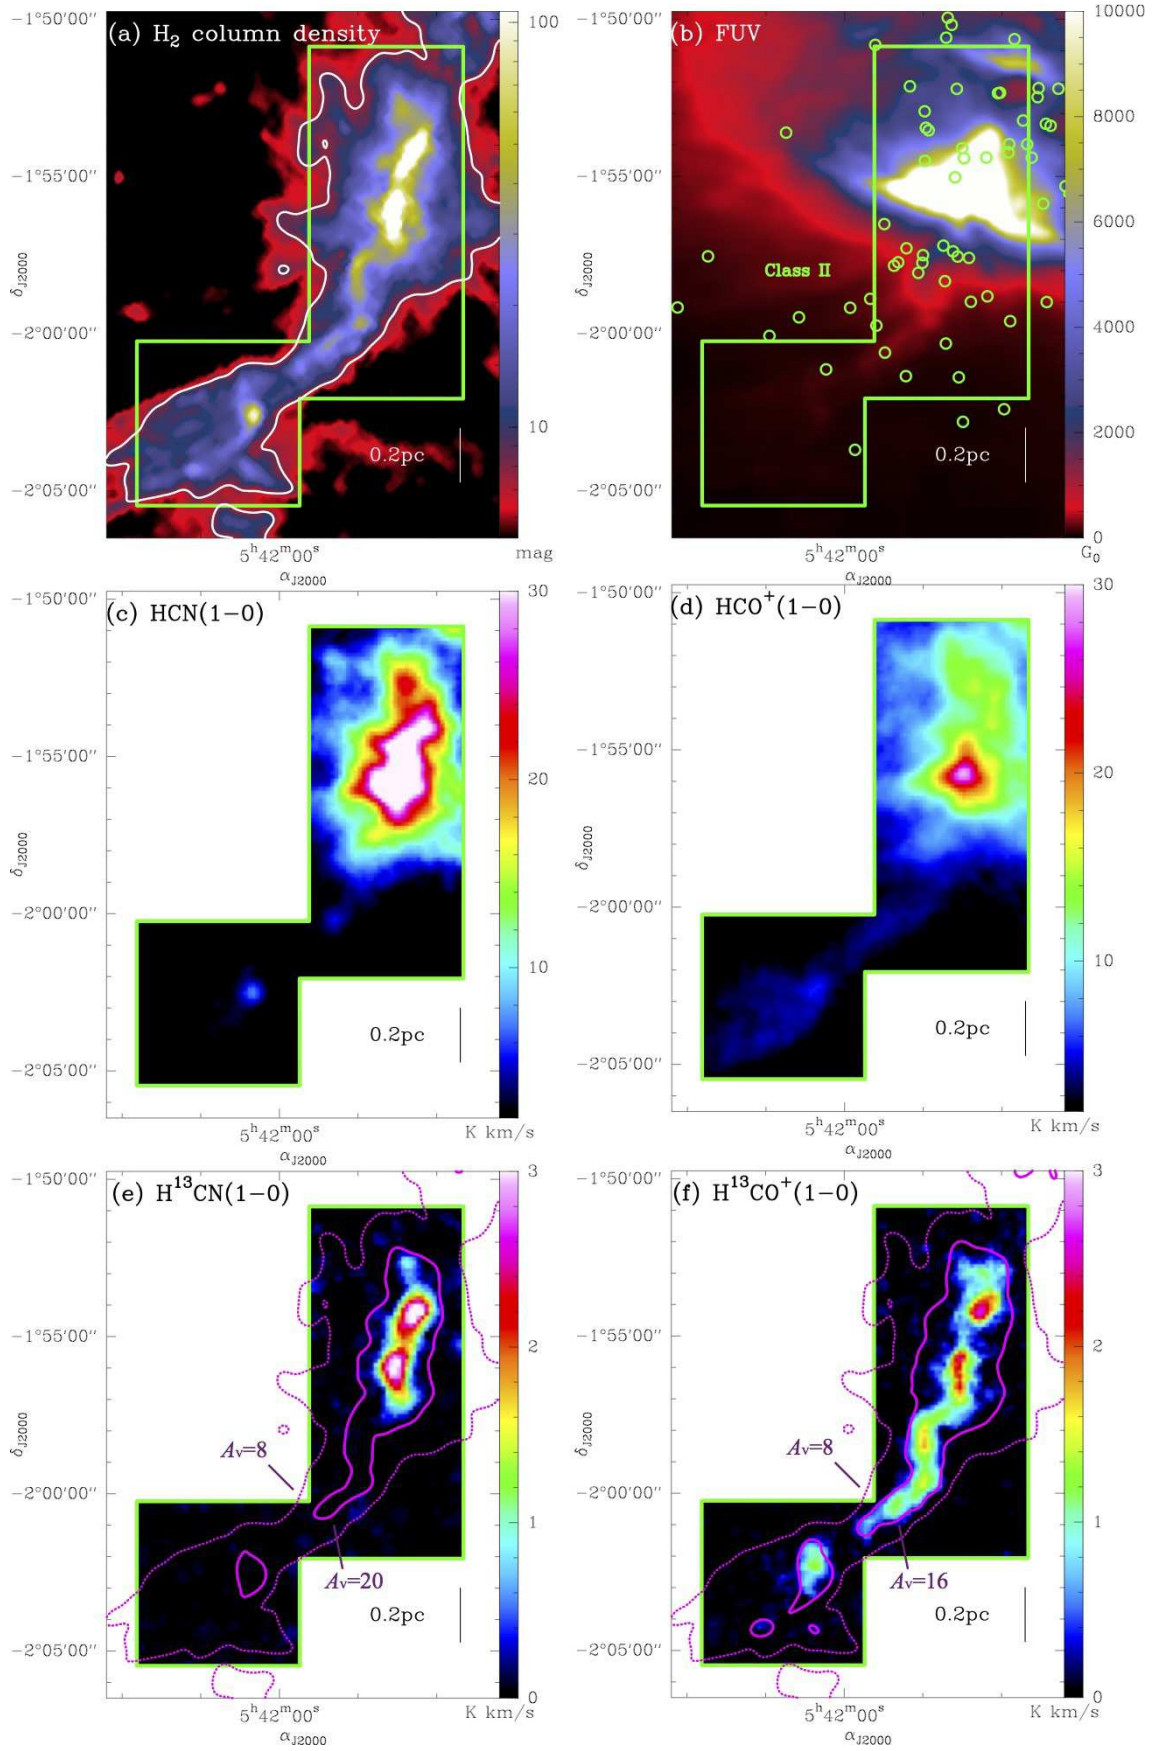 (a) H₂ column density
(b) FUV
−1°50′00″
−1°55′00″
−2°00′00″
−2°05′00″
δJ2000
0.2pc
5ʰ42ᵐ00ˢ
αJ2000
100
10
mag
−1°50′00″
−1°55′00″
−2°00′00″
−2°05′00″
δJ2000
Class II
0.2pc
5ʰ42ᵐ00ˢ
αJ2000
10000
8000
6000
4000
2000
0
G₀
(c) HCN(1−0)
−1°50′00″
−1°55′00″
−2°00′00″
−2°05′00″
δJ2000
0.2pc
5ʰ42ᵐ00ˢ
αJ2000
30
20
10
K km/s
(d) HCO⁺(1−0)
−1°50′00″
−1°55′00″
−2°00′00″
−2°05′00″
δJ2000
0.2pc
5ʰ42ᵐ00ˢ
αJ2000
30
20
10
K km/s
(e) H¹³CN(1−0)
−1°50′00″
−1°55′00″
−2°00′00″
−2°05′00″
δJ2000
Av=8
Av=20
0.2pc
5ʰ42ᵐ00ˢ
αJ2000
3
2
1
0
K km/s
(f) H¹³CO⁺(1−0)
−1°50′00″
−1°55′00″
−2°00′00″
−2°05′00″
δJ2000
Av=8
Av=16
0.2pc
5ʰ42ᵐ00ˢ
αJ2000
3
2
1
0
K km/s